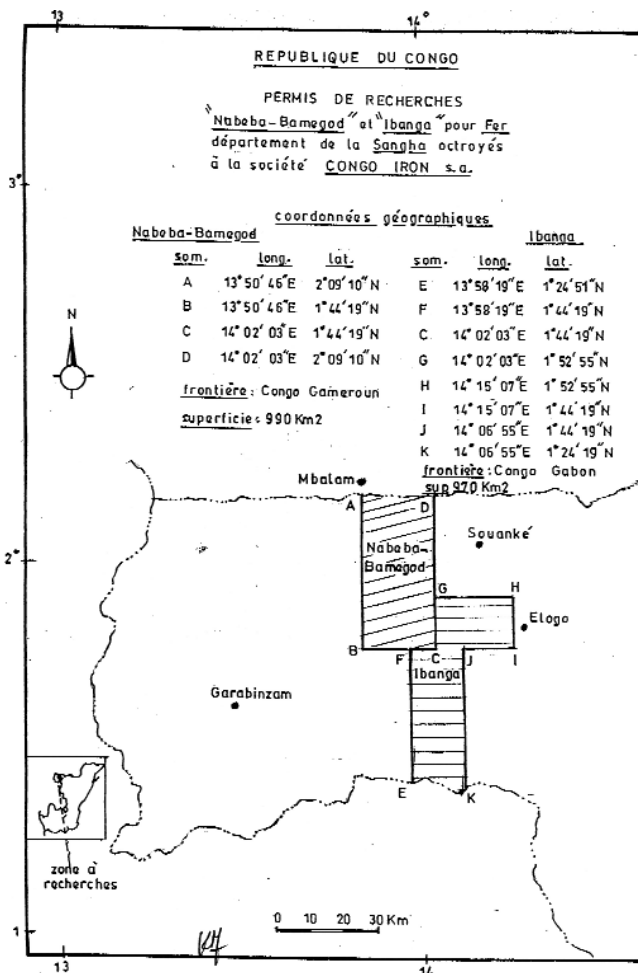 13 14°
REPUBLIQUE DU CONGO
PERMIS DE RECHERCHES
"Nabeba-Bamegod" et "Ibanga" pour Fer
département de la Sangha octroyés
à la société CONGO IRON s.a.
3°
coordonnées géographiques
Nabeba-Bamegod
som. long. lat.
A 13°50'46"E 2°09'10"N
B 13°50'46"E 1°44'19"N
C 14°02'03"E 1°44'19"N
D 14°02'03"E 2°09'10"N
frontière: Congo Gameroun
superficie: 990 Km2
Ibanga
som. long. lat.
E 13°58'19"E 1°24'51"N
F 13°58'19"E 1°44'19"N
C 14°02'03"E 1°44'19"N
G 14°02'03"E 1°52'55"N
H 14°15'07"E 1°52'55"N
I 14°15'07"E 1°44'19"N
J 14°06'55"E 1°44'19"N
K 14°06'55"E 1°24'19"N
frontière: Congo Gabon
sup 970 Km2
N
Mbalam
A D
Souanké
2°
Nabeba-
Bamegod
G H
Elogo
B F C J I
Ibanga
Garabinzam
E K
zone à
recherches
0 10 20 30 Km
1
13 14